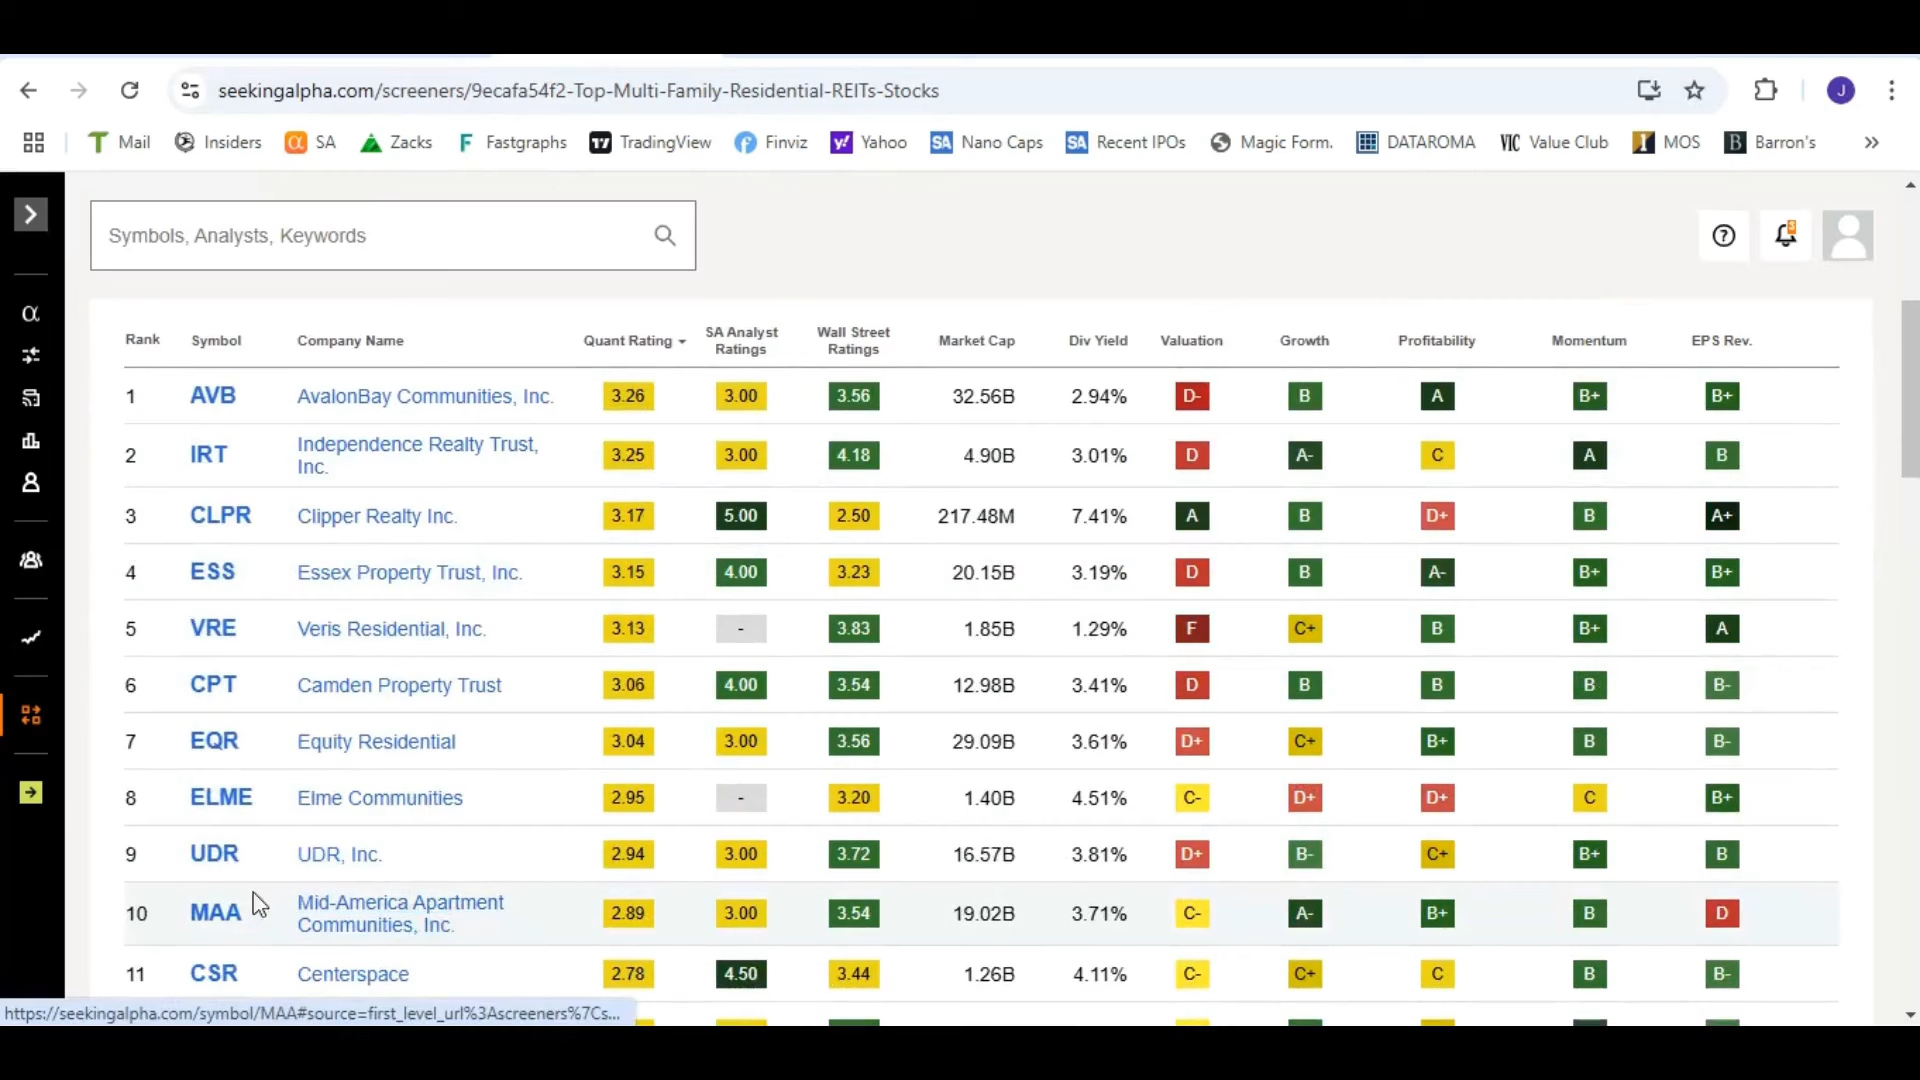 seekingalpha.com/screeners/9ecafa54f2-Top-Multi-Family-Residential-REITs-Stocks
J
Mail Insiders SA Zacks Fastgraphs TradingView Finviz Yahoo SA Nano Caps SA Recent IPOs Magic Form. DATAROMA VIC Value Club MOS B Barron's »
Symbols, Analysts, Keywords
Rank Symbol Company Name Quant Rating SA Analyst Ratings Wall Street Ratings Market Cap Div Yield Valuation Growth Profitability Momentum EPS Rev.
1 AVB AvalonBay Communities, Inc. 3.26 3.00 3.56 32.56B 2.94% D- B A B+ B+
2 IRT Independence Realty Trust, Inc. 3.25 3.00 4.18 4.90B 3.01% D A- C A B
3 CLPR Clipper Realty Inc. 3.17 5.00 2.50 217.48M 7.41% A B D+ B A+
4 ESS Essex Property Trust, Inc. 3.15 4.00 3.23 20.15B 3.19% D B A- B+ B+
5 VRE Veris Residential, Inc. 3.13 - 3.83 1.85B 1.29% F C+ B B+ A
6 CPT Camden Property Trust 3.06 4.00 3.54 12.98B 3.41% D B B B B-
7 EQR Equity Residential 3.04 3.00 3.56 29.09B 3.61% D+ C+ B+ B B-
8 ELME Elme Communities 2.95 - 3.20 1.40B 4.51% C- D+ D+ C B+
9 UDR UDR, Inc. 2.94 3.00 3.72 16.57B 3.81% D+ B- C+ B+ B
10 MAA Mid-America Apartment Communities, Inc. 2.89 3.00 3.54 19.02B 3.71% C- A- B+ B D
11 CSR Centerspace 2.78 4.50 3.44 1.26B 4.11% C- C+ C B B-
https://seekingalpha.com/symbol/MAA#source=first_level_url%3Ascreeners%7Cs...